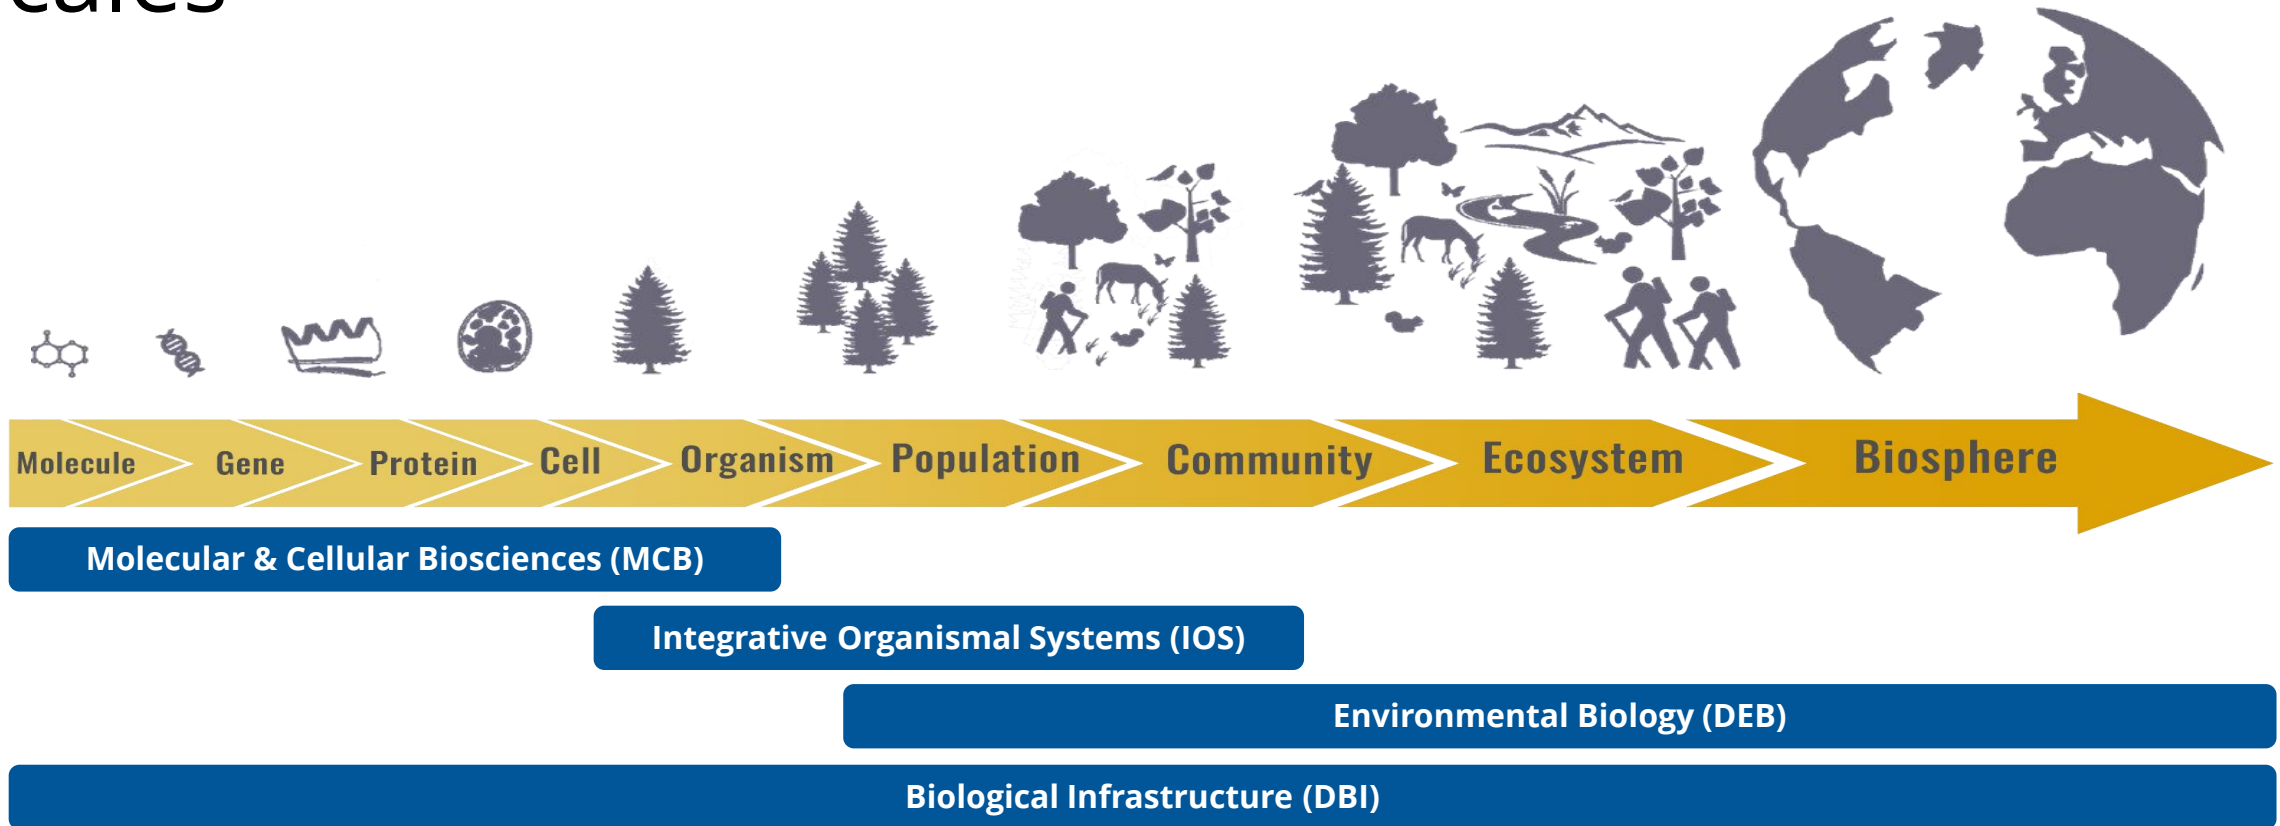 Molecule Gene Protein Cell Organism Population Community Ecosystem Biosphere
Molecular & Cellular Biosciences (MCB)
Integrative Organismal Systems (IOS)
Environmental Biology (DEB)
Biological Infrastructure (DBI)